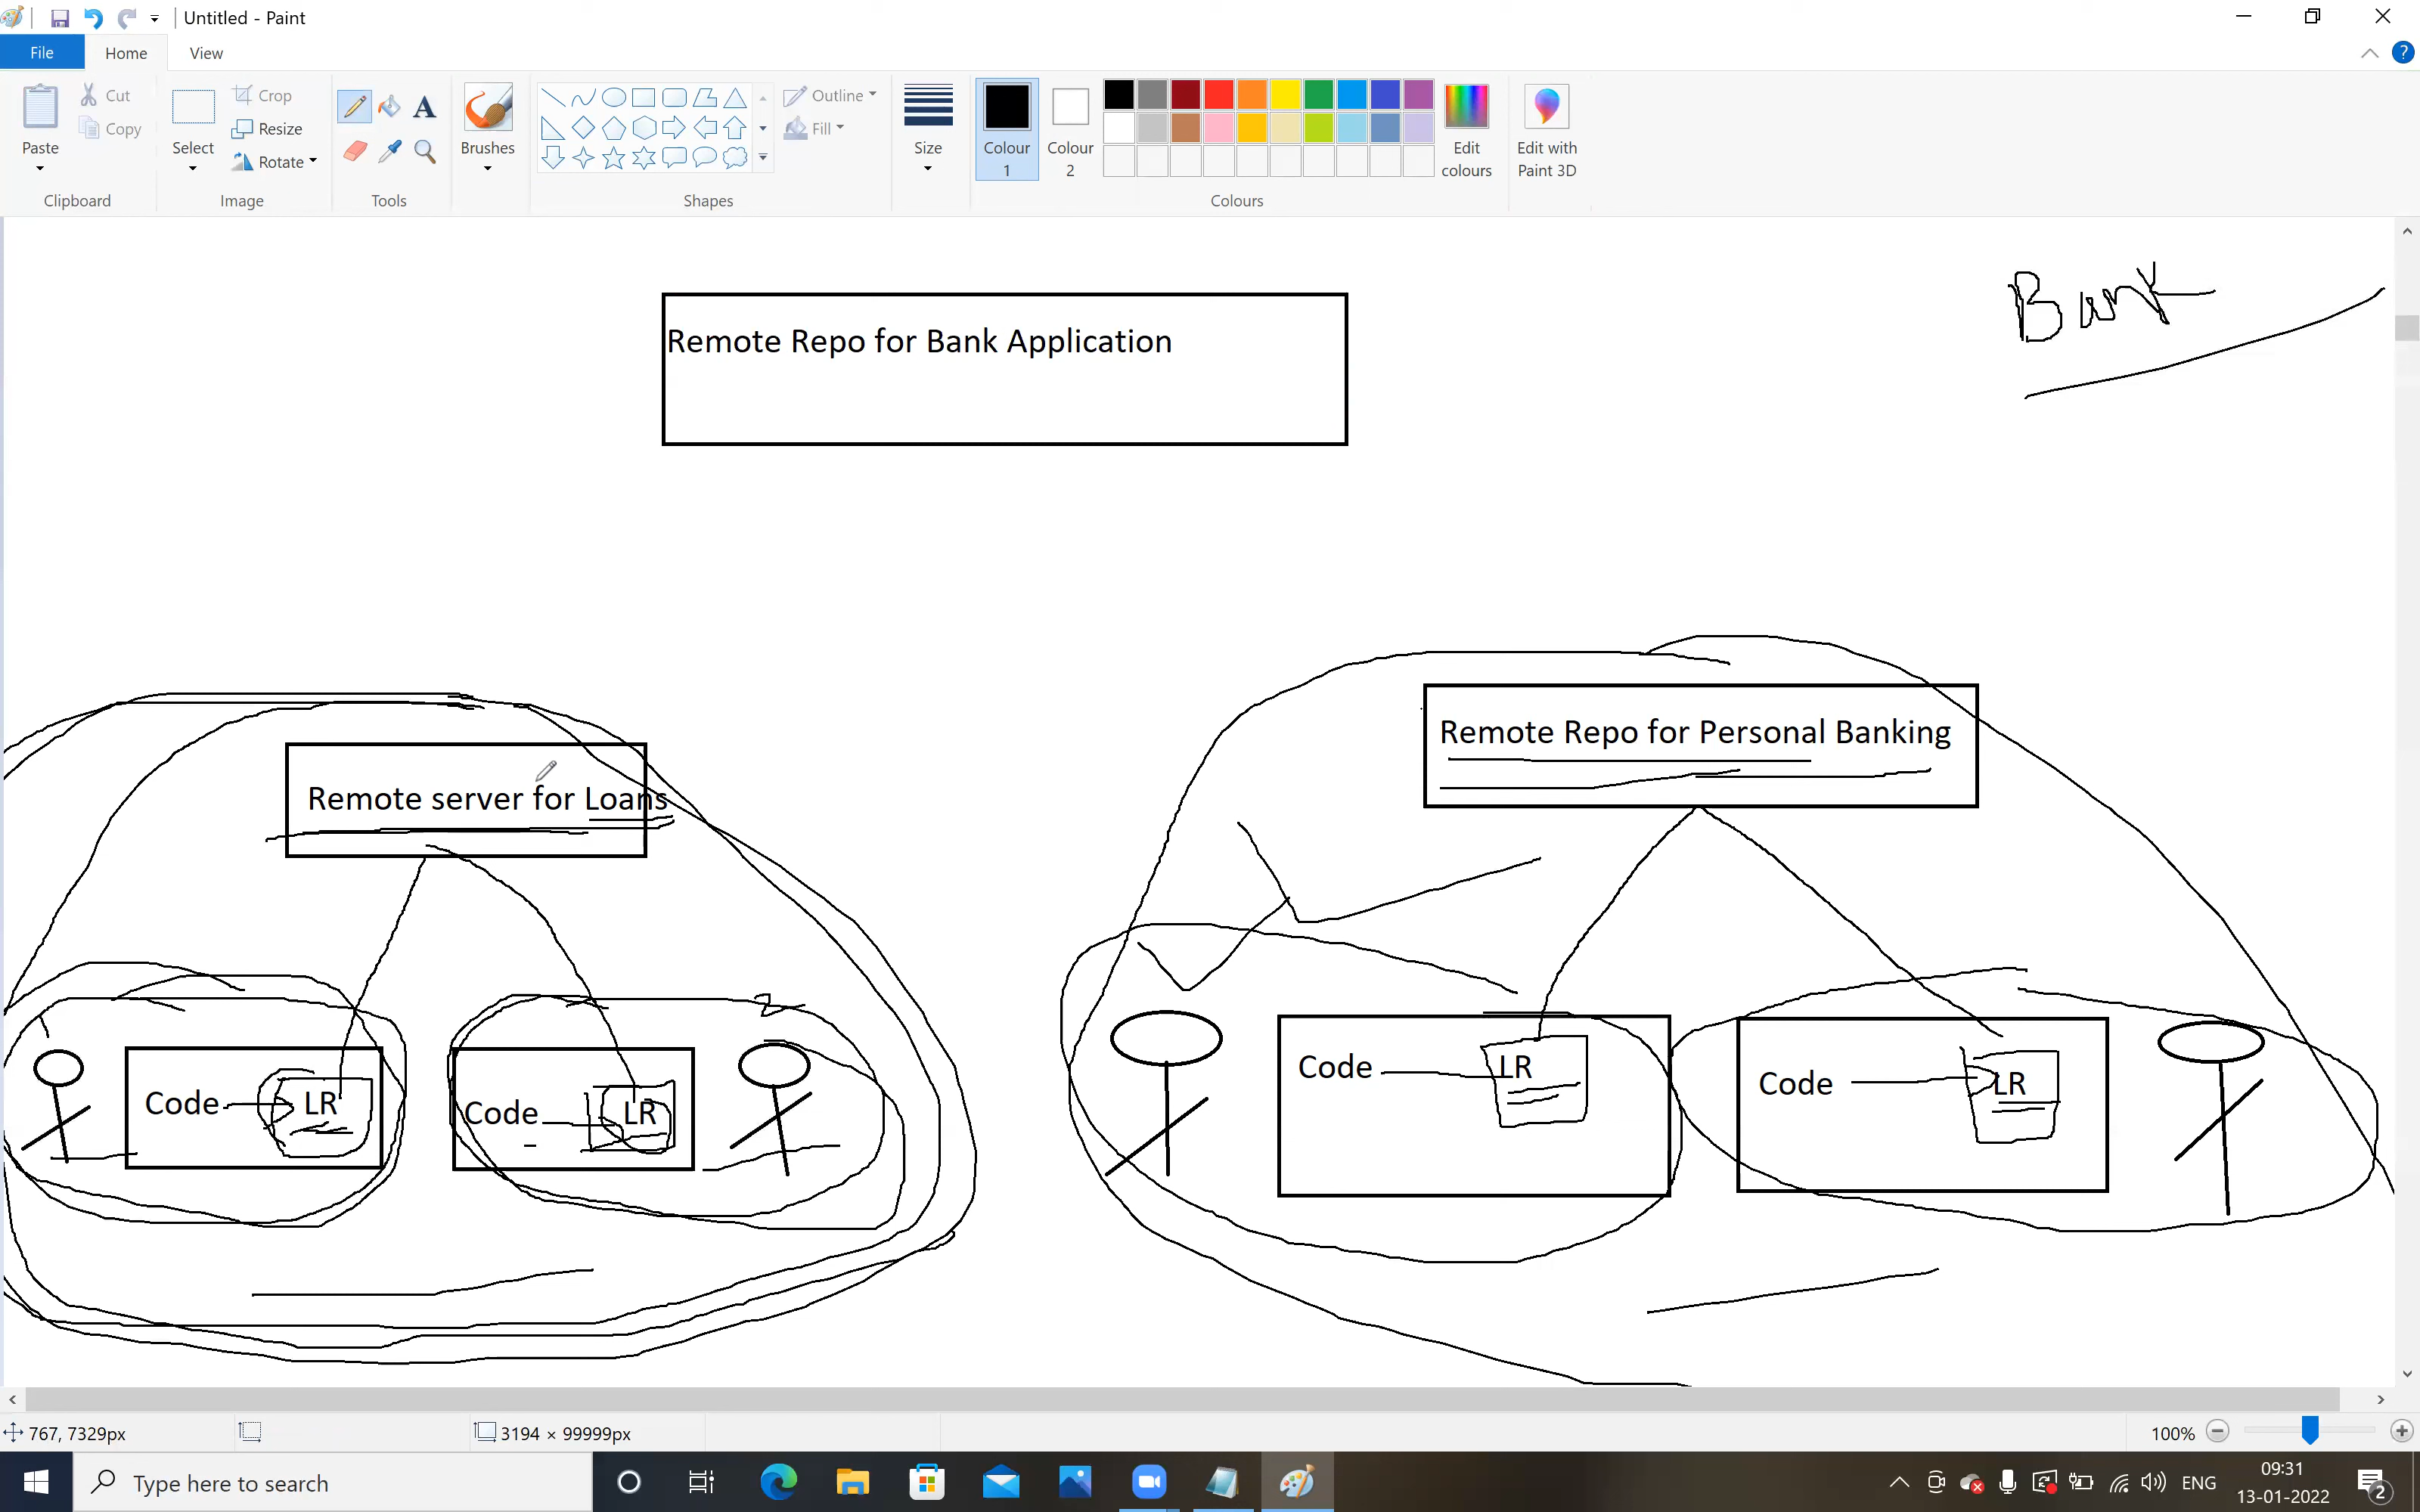 Untitled - Paint
File Home View
Paste
Cut
Copy
Clipboard
Select
Crop
Resize
Rotate
Image
A
Tools
Brushes
Shapes
Outline
Fill
Size
Colour 1
Colour 2
Edit colours
Edit with Paint 3D
Colours
?
Bank
Remote Repo for Bank Application
Remote Repo for Personal Banking
Remote server for Loans
Code LR
Code LR
Code LR
Code LR
767, 7329px
3194 × 99999px
100%
Type here to search
ENG
09:31
13-01-2022
2